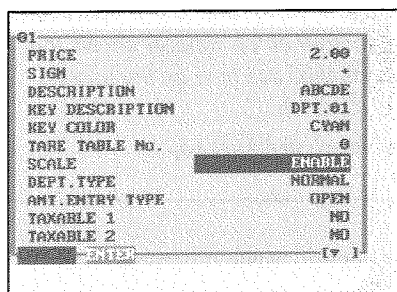 01
PRICE 2.00
SIGN +
DESCRIPTION ABCDE
KEY DESCRIPTION DPT.01
KEY COLOR CYAN
TARE TABLE No. 0
SCALE ENABLE
DEPT.TYPE NORMAL
AMT.ENTRY TYPE OPEN
TAXABLE 1 NO
TAXABLE 2 NO
ENTER [▼ ]